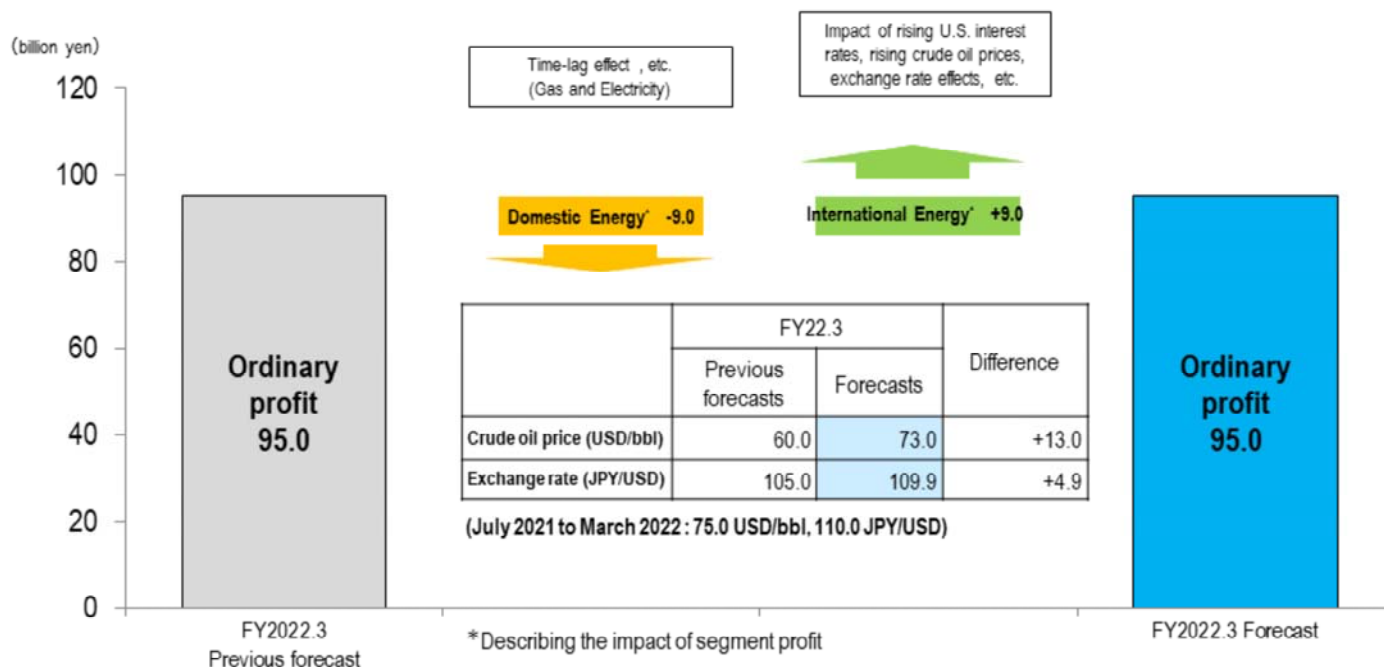 (billion yen)
120
100
80
60
40
20
0
Time-lag effect , etc.
(Gas and Electricity)
Impact of rising U.S. interest
rates, rising crude oil prices,
exchange rate effects, etc.
Domestic Energy* -9.0
International Energy* +9.0
Ordinary
profit
95.0
FY22.3
Previous
forecasts
Forecasts
Difference
Crude oil price (USD/bbl) 60.0 73.0 +13.0
Exchange rate (JPY/USD) 105.0 109.9 +4.9
(July 2021 to March 2022 : 75.0 USD/bbl, 110.0 JPY/USD)
Ordinary
profit
95.0
FY2022.3
Previous forecast
*Describing the impact of segment profit
FY2022.3 Forecast